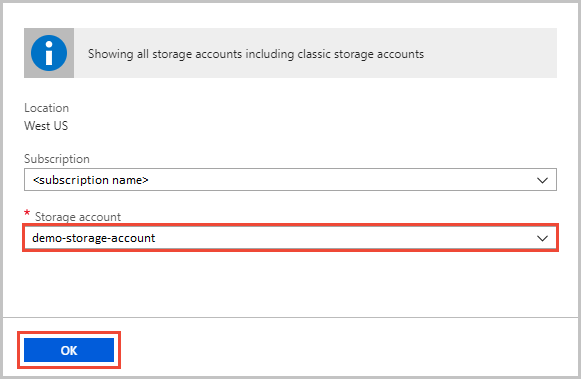 Showing all storage accounts including classic storage accounts
Location
West US
Subscription
<subscription name>
* Storage account
demo-storage-account
OK